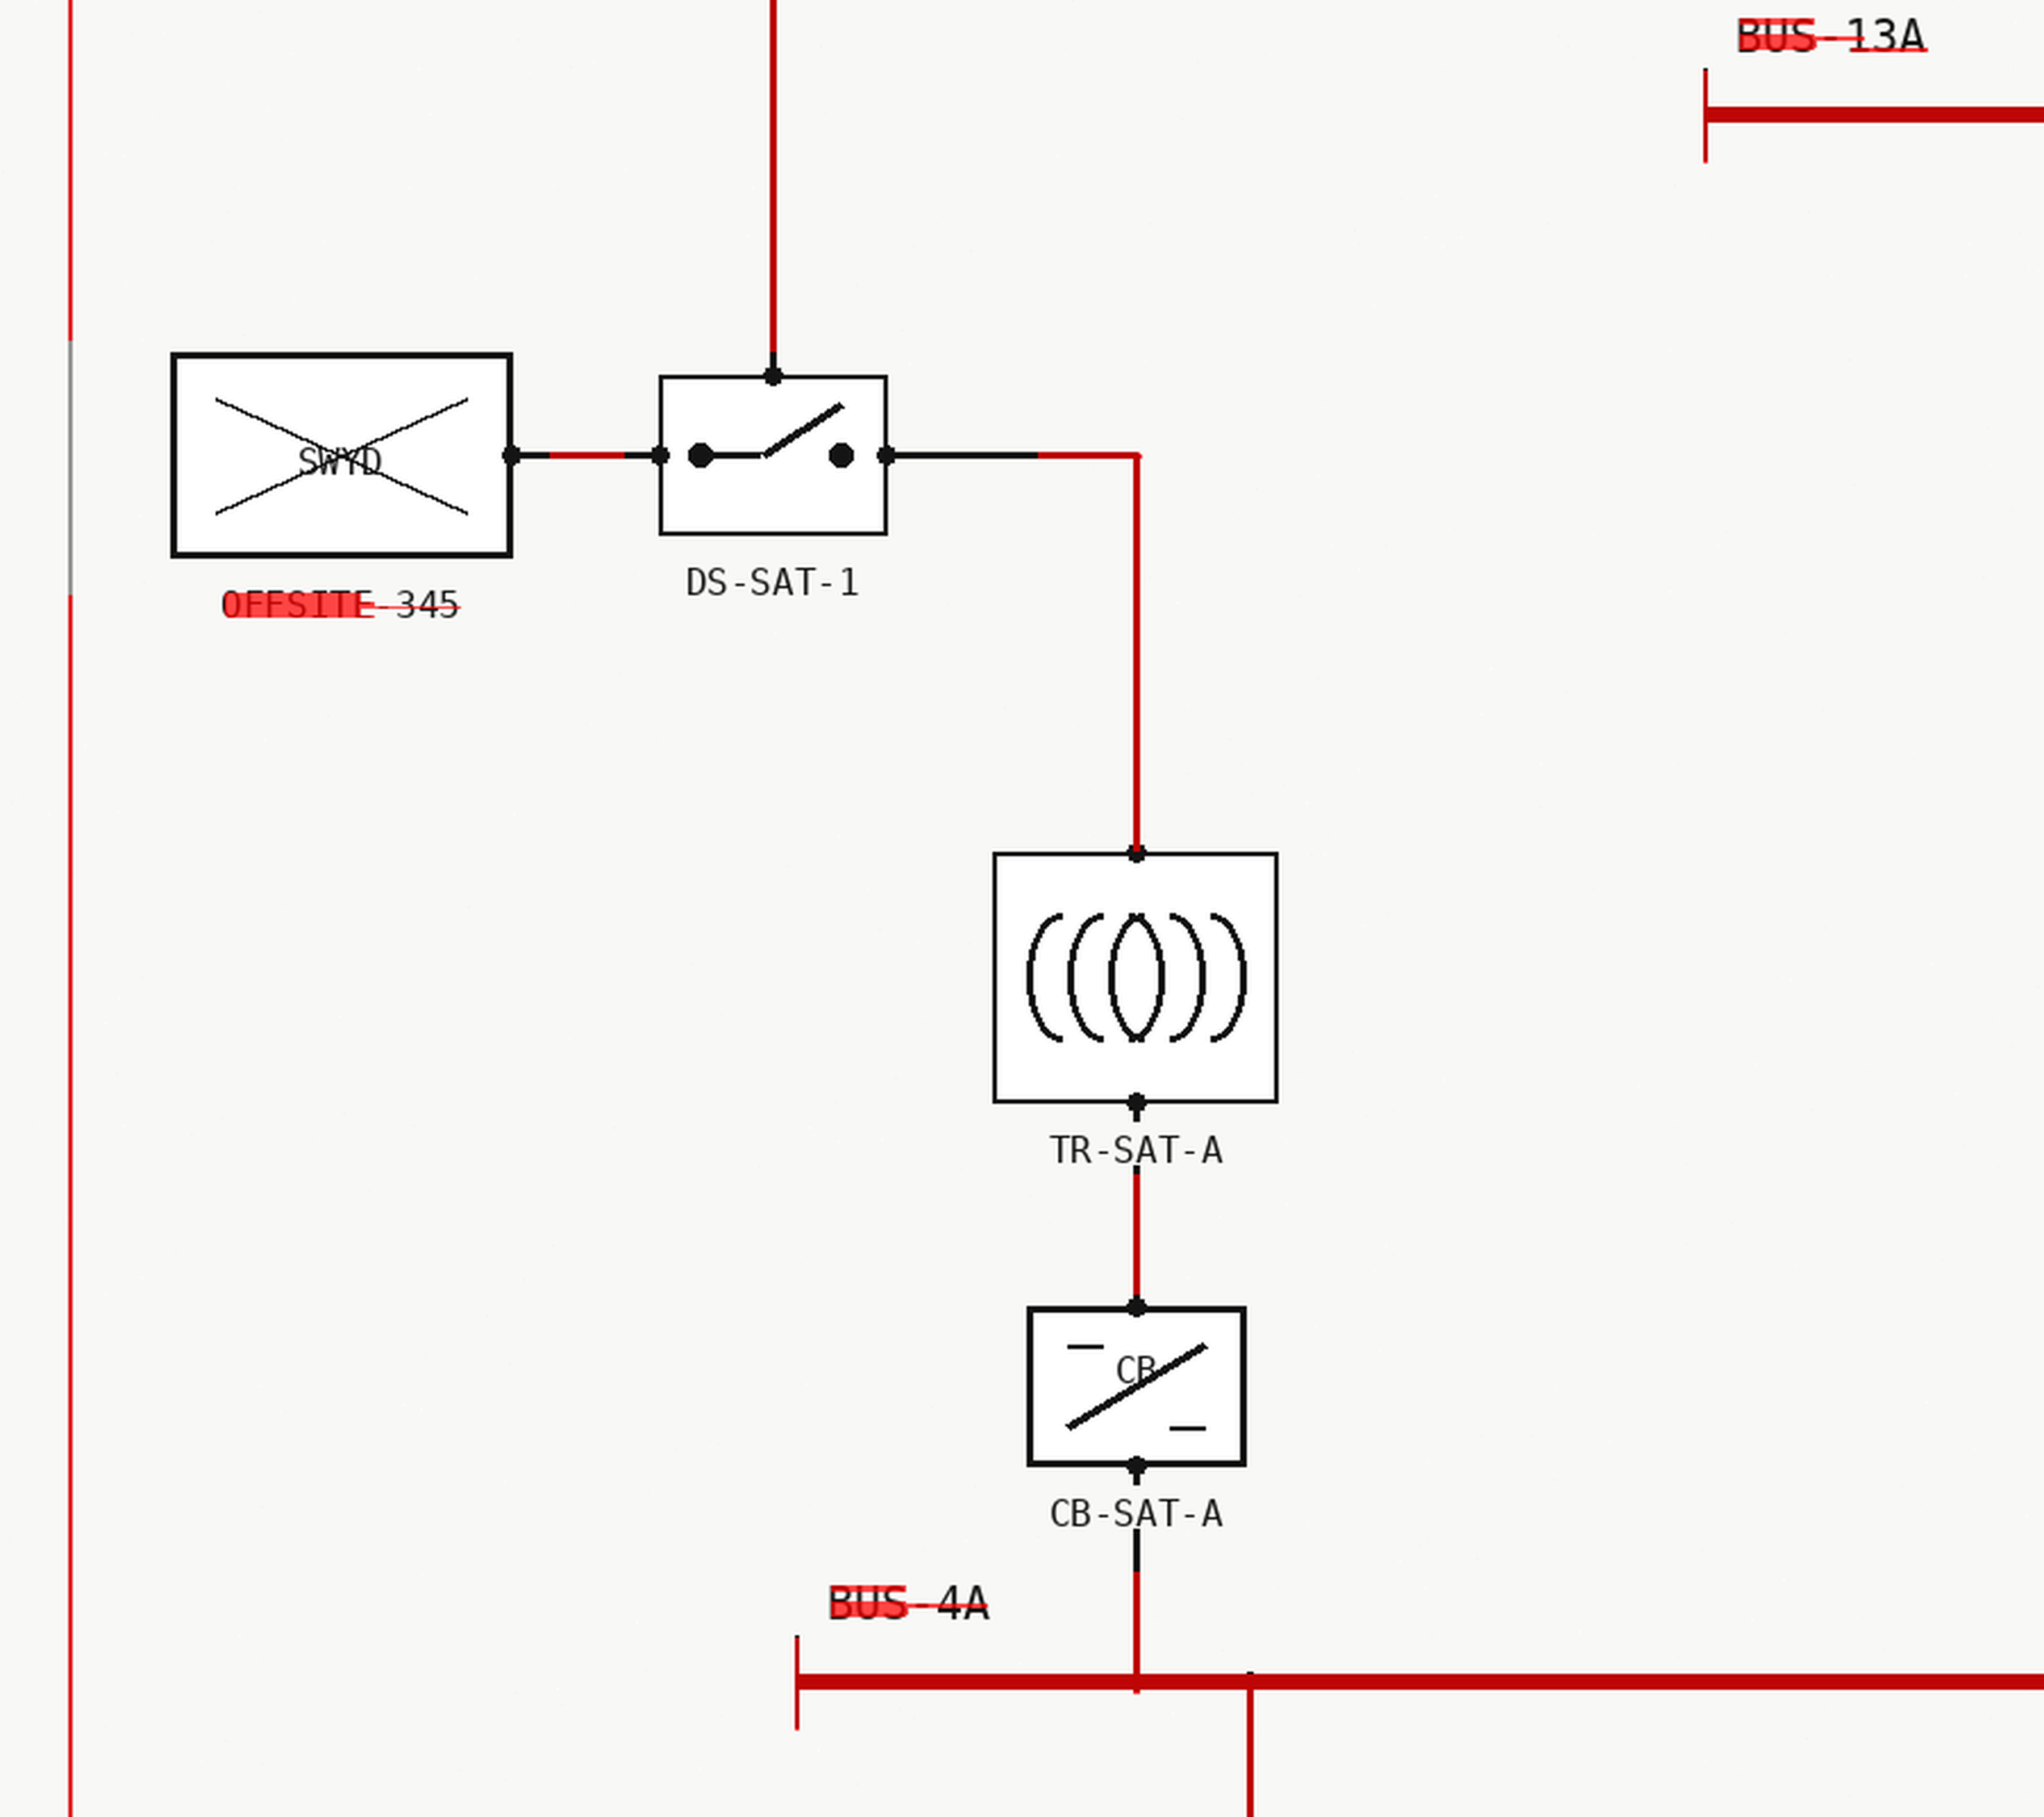 BUS-13A
SWYD
DS-SAT-1
OFFSITE-345
TR-SAT-A
CB
CB-SAT-A
BUS-4A